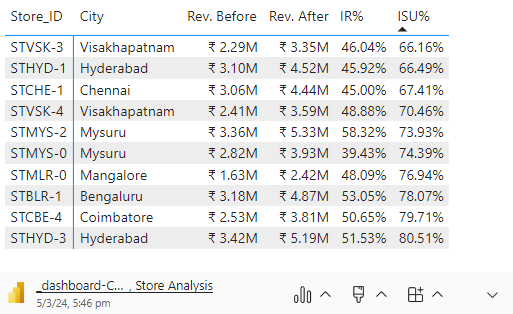 Store_ID City Rev. Before Rev. After IR% ISU%
STVSK-3 Visakhapatnam ₹ 2.29M ₹ 3.35M 46.04% 66.16%
STHYD-1 Hyderabad ₹ 3.10M ₹ 4.52M 45.92% 66.49%
STCHE-1 Chennai ₹ 3.06M ₹ 4.44M 45.00% 67.41%
STVSK-4 Visakhapatnam ₹ 2.41M ₹ 3.59M 48.88% 70.46%
STMYS-2 Mysuru ₹ 3.36M ₹ 5.33M 58.32% 73.93%
STMYS-0 Mysuru ₹ 2.82M ₹ 3.93M 39.43% 74.39%
STMLR-0 Mangalore ₹ 1.63M ₹ 2.42M 48.09% 76.94%
STBLR-1 Bengaluru ₹ 3.18M ₹ 4.87M 53.05% 78.07%
STCBE-4 Coimbatore ₹ 2.53M ₹ 3.81M 50.65% 79.71%
STHYD-3 Hyderabad ₹ 3.42M ₹ 5.19M 51.53% 80.51%
_dashboard-C... , Store Analysis
5/3/24, 5:46 pm